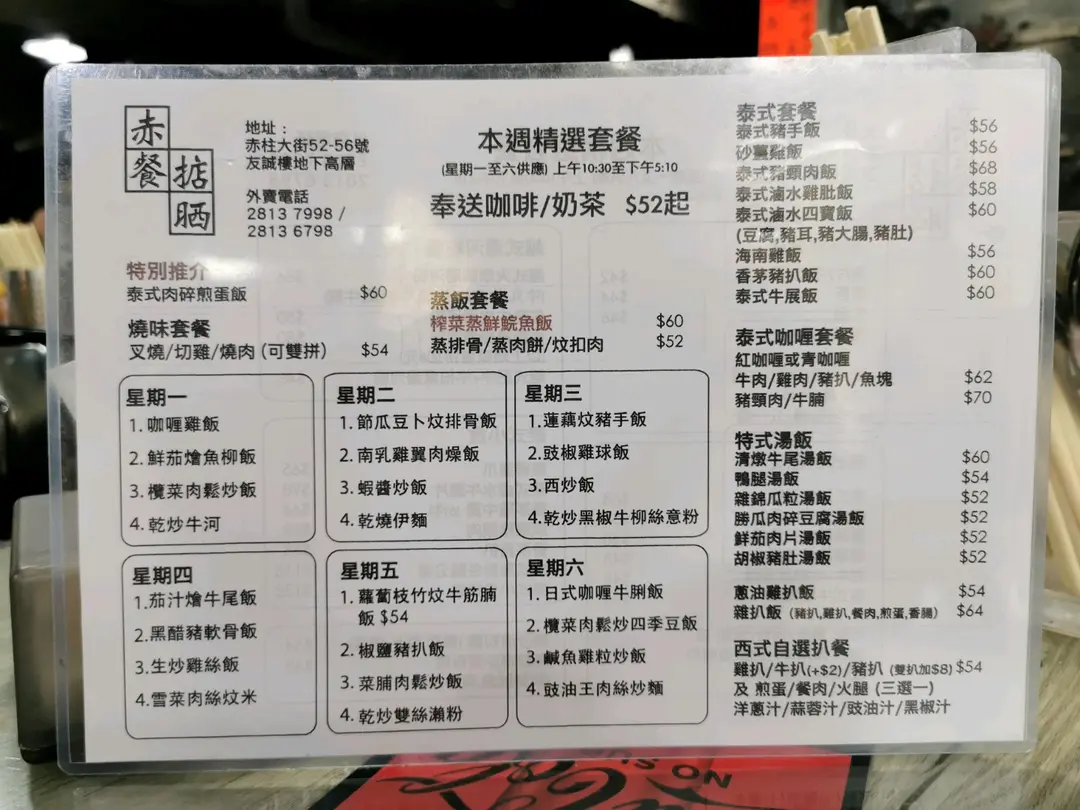 赤
餐 掂
晒
地址：
赤柱大街52-56號
友誠樓地下高層
外賣電話
2813 7998 /
2813 6798
本週精選套餐
(星期一至六供應) 上午10:30至下午5:10
奉送咖啡/奶茶 $52起
特別推介
泰式肉碎煎蛋飯 $60
燒味套餐
叉燒/切雞/燒肉 (可雙拼) $54
蒸飯套餐
榨菜蒸鮮鯇魚飯 $60
蒸排骨/蒸肉餅/炆扣肉 $52
星期一
1. 咖喱雞飯
2. 鮮茄燴魚柳飯
3. 欖菜肉鬆炒飯
4. 乾炒牛河
星期二
1. 節瓜豆卜炆排骨飯
2. 南乳雞翼肉燥飯
3. 蝦醬炒飯
4. 乾燒伊麵
星期三
1. 蓮藕炆豬手飯
2. 豉椒雞球飯
3. 西炒飯
4. 乾炒黑椒牛柳絲意粉
星期四
1. 茄汁燴牛尾飯
2. 黑醋豬軟骨飯
3. 生炒雞絲飯
4. 雪菜肉絲炆米
星期五
1. 蘿蔔枝竹炆牛筋腩
飯 $54
2. 椒鹽豬扒飯
3. 菜脯肉鬆炒飯
4. 乾炒雙絲瀨粉
星期六
1. 日式咖喱牛脷飯
2. 欖菜肉鬆炒四季豆飯
3. 鹹魚雞粒炒飯
4. 豉油王肉絲炒麵
泰式套餐
泰式豬手飯 $56
砂薑雞飯 $56
泰式豬頸肉飯 $68
泰式滷水雞肶飯 $58
泰式滷水四寶飯 $60
(豆腐,豬耳,豬大腸,豬肚)
海南雞飯 $56
香茅豬扒飯 $60
泰式牛展飯 $60
泰式咖喱套餐
紅咖喱或青咖喱
牛肉/雞肉/豬扒/魚塊 $62
豬頸肉/牛腩 $70
特式湯飯
清燉牛尾湯飯 $60
鴨腿湯飯 $54
雜錦瓜粒湯飯 $52
勝瓜肉碎豆腐湯飯 $52
鮮茄肉片湯飯 $52
胡椒豬肚湯飯 $52
蔥油雞扒飯 $54
雜扒飯 (豬扒,雞扒,餐肉,煎蛋,香腸) $64
西式自選扒餐
雞扒/牛扒(+$2)/豬扒 (雙扒加$8) $54
及 煎蛋/餐肉/火腿 (三選一)
洋蔥汁/蒜蓉汁/豉油汁/黑椒汁
ON